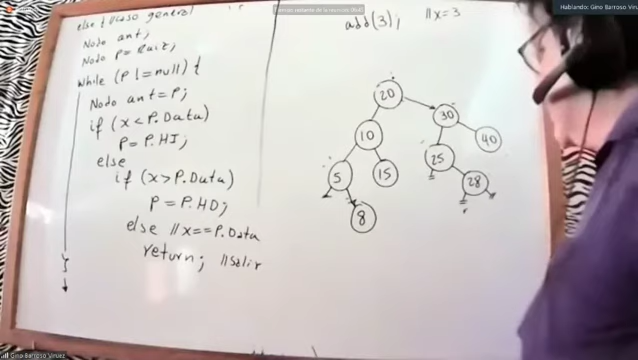 Hablando: Gino Barroso Viruez
else { //caso general
Nodo ant;
Nodo P= Raiz;
while (P != null) {
Nodo ant=P;
if (x<P.Data)
P=P.HI;
else
if (x>P.Data)
P=P.HD;
else //x==P.Data
return; //Salir
}
add(3); //x=3
20
30
10
40
5
15
25
28
8
Gino Barroso Viruez